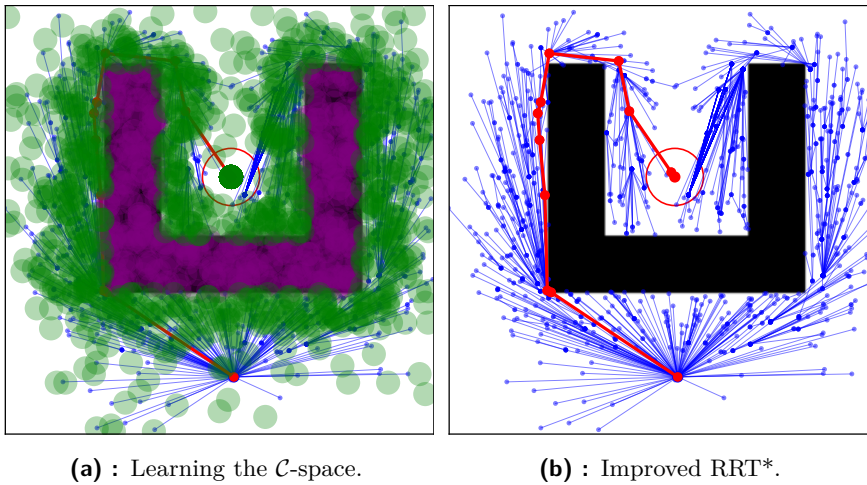 (a) : Learning the C-space.
(b) : Improved RRT*.